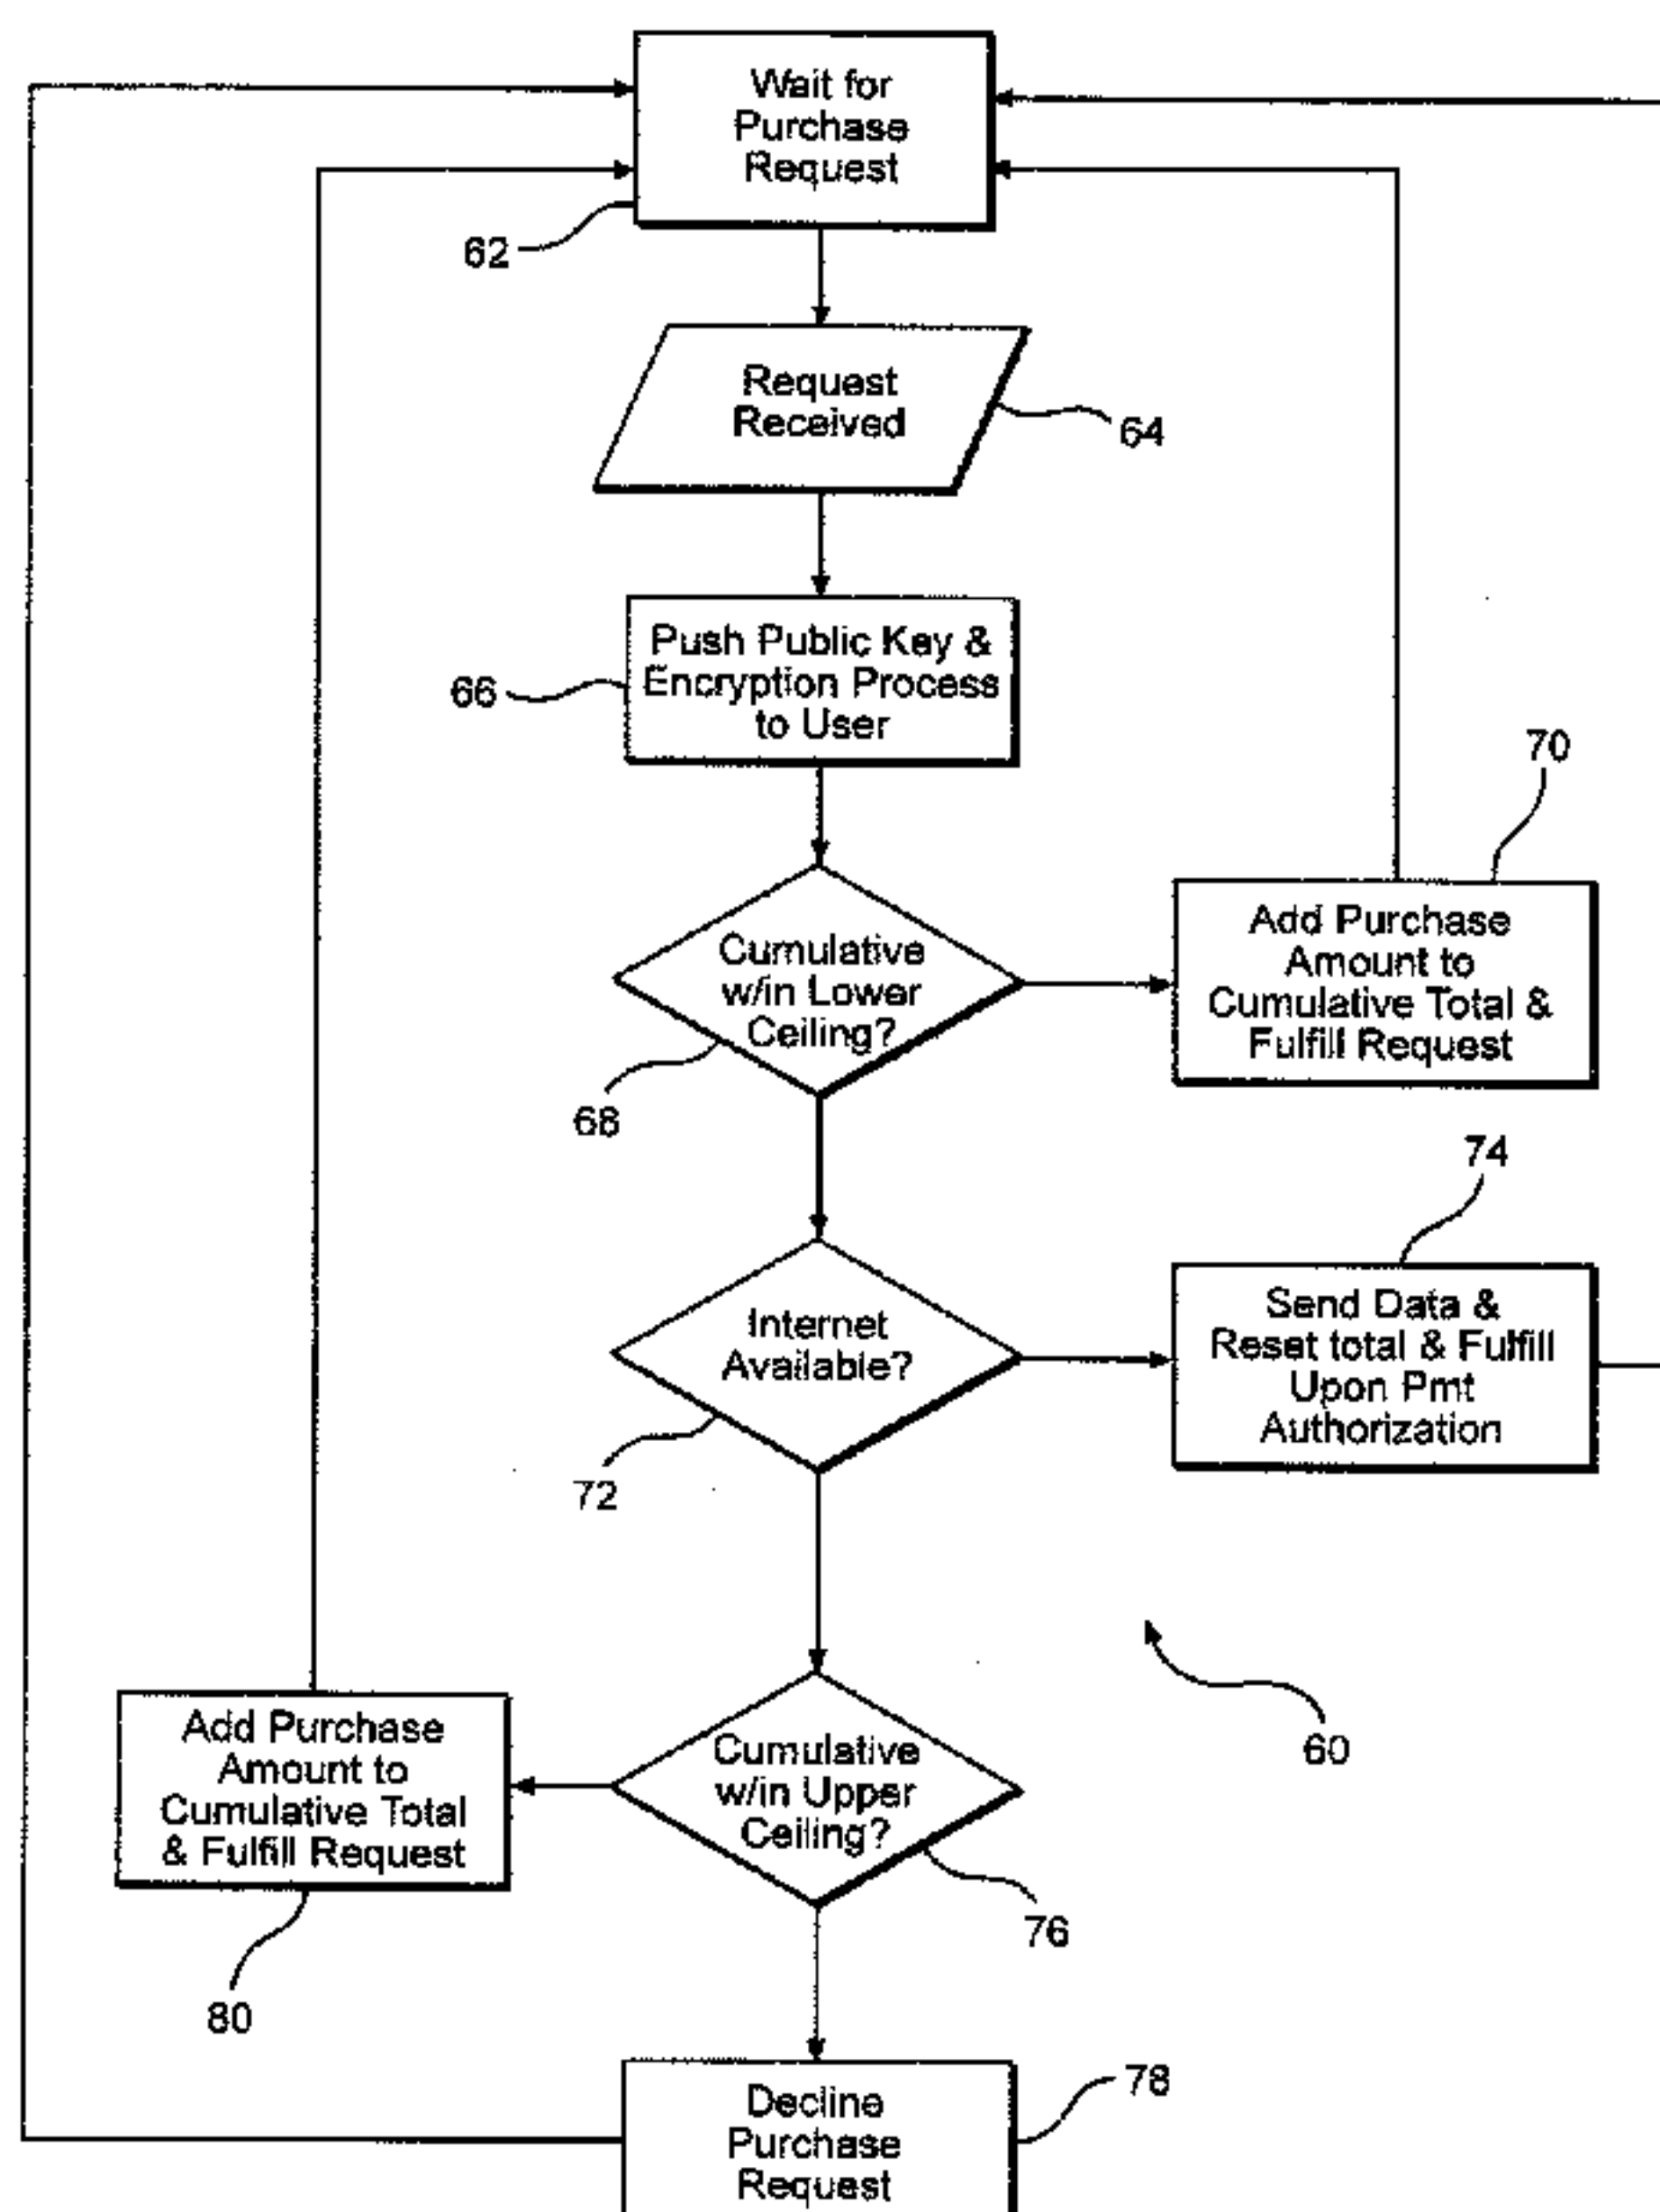 Wait for
Purchase
Request
62
Request
Received
64
Push Public Key &
Encryption Process
to User
66
70
Cumulative
w/in Lower
Ceiling?
68
Add Purchase
Amount to
Cumulative Total &
Fulfill Request
74
Internet
Available?
72
Send Data &
Reset total & Fulfill
Upon Pmt
Authorization
60
Add Purchase
Amount to
Cumulative Total
& Fulfill Request
80
Cumulative
w/in Upper
Ceiling?
76
78
Decline
Purchase
Request